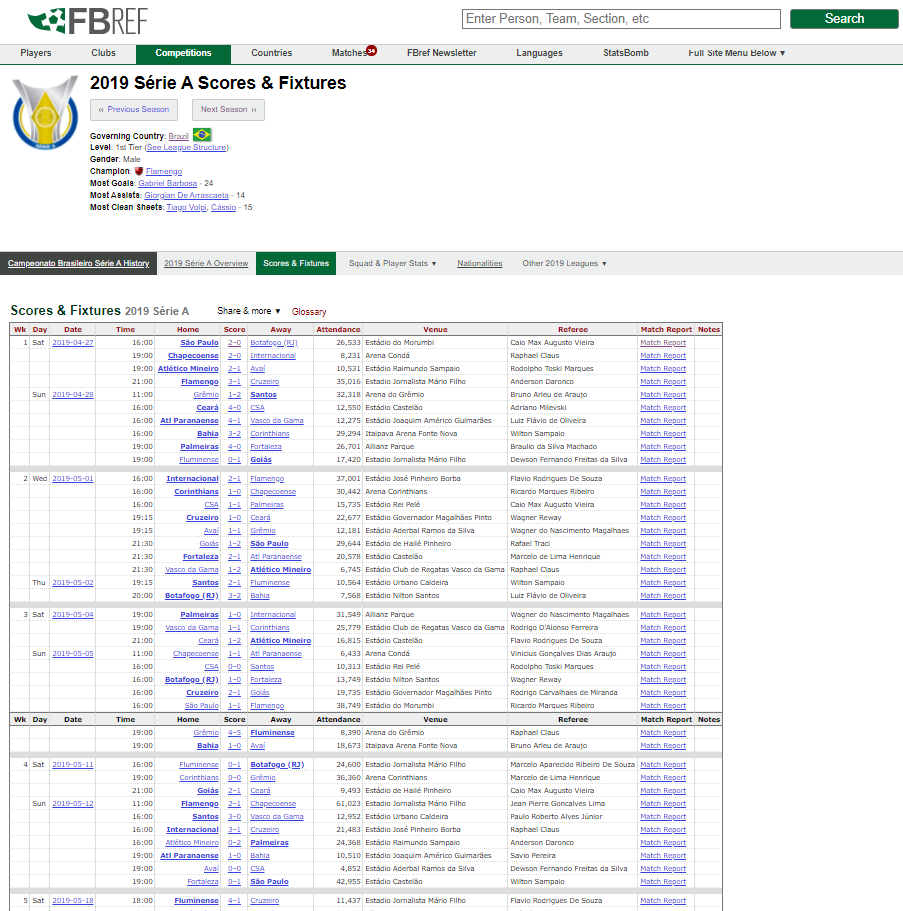 FBREF
Enter Person, Team, Section, etc Search
Players Clubs Competitions Countries Matches 34 FBref Newsletter Languages StatsBomb Full Site Menu Below ▼
2019 Série A Scores & Fixtures
« Previous Season Next Season »
Governing Country: Brazil
Level: 1st Tier (See League Structure)
Gender: Male
Champion: Flamengo
Most Goals: Gabriel Barbosa - 24
Most Assists: Giorgian De Arrascaeta - 14
Most Clean Sheets: Tiago Volpi, Cássio - 15
Campeonato Brasileiro Série A History 2019 Série A Overview Scores & Fixtures Squad & Player Stats ▼ Nationalities Other 2019 Leagues ▼
Scores & Fixtures 2019 Série A Share & more ▼ Glossary
Wk Day Date Time Home Score Away Attendance Venue Referee Match Report Notes
1 Sat 2019-04-27 16:00 São Paulo 2–0 Botafogo (RJ) 26,533 Estádio do Morumbi Caio Max Augusto Vieira Match Report
19:00 Chapecoense 2–0 Internacional 8,231 Arena Condá Raphael Claus Match Report
19:00 Atlético Mineiro 2–1 Avaí 10,531 Estádio Raimundo Sampaio Rodolpho Toski Marques Match Report
21:00 Flamengo 3–1 Cruzeiro 35,016 Estadio Jornalista Mário Filho Anderson Daronco Match Report
Sun 2019-04-28 11:00 Grêmio 1–2 Santos 32,318 Arena do Grêmio Bruno Arleu de Araujo Match Report
16:00 Ceará 4–0 CSA 12,550 Estádio Castelão Adriano Milevski Match Report
16:00 Atl Paranaense 4–1 Vasco da Gama 12,275 Estádio Joaquim Américo Guimarães Luiz Flávio de Oliveira Match Report
16:00 Bahia 3–2 Corinthians 29,294 Itaipava Arena Fonte Nova Wilton Sampaio Match Report
19:00 Palmeiras 4–0 Fortaleza 26,701 Allianz Parque Braulio da Silva Machado Match Report
19:00 Fluminense 0–1 Goiás 17,420 Estadio Jornalista Mário Filho Dewson Fernando Freitas da Silva Match Report
2 Wed 2019-05-01 16:00 Internacional 2–1 Flamengo 37,001 Estádio José Pinheiro Borba Flavio Rodrigues De Souza Match Report
16:00 Corinthians 1–0 Chapecoense 30,442 Arena Corinthians Ricardo Marques Ribeiro Match Report
16:00 CSA 1–1 Palmeiras 15,735 Estádio Rei Pelé Caio Max Augusto Vieira Match Report
19:15 Cruzeiro 1–0 Ceará 22,677 Estádio Governador Magalhães Pinto Wagner Reway Match Report
19:15 Avaí 1–1 Grêmio 12,181 Estádio Aderbal Ramos da Silva Wagner do Nascimento Magalhaes Match Report
21:30 Goiás 1–2 São Paulo 29,644 Estádio de Hailé Pinheiro Rafael Traci Match Report
21:30 Fortaleza 2–1 Atl Paranaense 20,578 Estádio Castelão Marcelo de Lima Henrique Match Report
21:30 Vasco da Gama 1–2 Atlético Mineiro 6,745 Estádio Club de Regatas Vasco da Gama Raphael Claus Match Report
Thu 2019-05-02 19:15 Santos 2–1 Fluminense 10,564 Estádio Urbano Caldeira Wilton Sampaio Match Report
20:00 Botafogo (RJ) 3–2 Bahia 7,568 Estádio Nilton Santos Luiz Flávio de Oliveira Match Report
3 Sat 2019-05-04 19:00 Palmeiras 1–0 Internacional 31,549 Allianz Parque Wagner do Nascimento Magalhaes Match Report
19:00 Vasco da Gama 1–1 Corinthians 25,779 Estádio Club de Regatas Vasco da Gama Rodrigo D'Alonso Ferreira Match Report
21:00 Ceará 1–2 Atlético Mineiro 16,815 Estádio Castelão Flavio Rodrigues De Souza Match Report
Sun 2019-05-05 11:00 Chapecoense 1–1 Atl Paranaense 6,433 Arena Condá Vinicius Gonçalves Dias Araujo Match Report
16:00 CSA 0–0 Santos 10,313 Estádio Rei Pelé Rodolpho Toski Marques Match Report
16:00 Botafogo (RJ) 1–0 Fortaleza 13,749 Estádio Nilton Santos Wagner Reway Match Report
16:00 Cruzeiro 2–1 Goiás 19,735 Estádio Governador Magalhães Pinto Rodrigo Carvalhaes de Miranda Match Report
16:00 São Paulo 1–1 Flamengo 38,749 Estádio do Morumbi Ricardo Marques Ribeiro Match Report
Wk Day Date Time Home Score Away Attendance Venue Referee Match Report Notes
19:00 Grêmio 4–5 Fluminense 8,390 Arena do Grêmio Raphael Claus Match Report
19:00 Bahia 1–0 Avaí 18,673 Itaipava Arena Fonte Nova Bruno Arleu de Araujo Match Report
4 Sat 2019-05-11 16:00 Fluminense 0–1 Botafogo (RJ) 24,600 Estadio Jornalista Mário Filho Marcelo Aparecido Ribeiro De Souza Match Report
19:00 Corinthians 0–0 Grêmio 36,360 Arena Corinthians Marcelo de Lima Henrique Match Report
21:00 Goiás 2–1 Ceará 9,493 Estádio de Hailé Pinheiro Caio Max Augusto Vieira Match Report
Sun 2019-05-12 11:00 Flamengo 2–1 Chapecoense 61,023 Estadio Jornalista Mário Filho Jean Pierre Goncalves Lima Match Report
16:00 Santos 3–0 Vasco da Gama 12,952 Estádio Urbano Caldeira Paulo Roberto Alves Júnior Match Report
16:00 Internacional 3–1 Cruzeiro 21,483 Estádio José Pinheiro Borba Raphael Claus Match Report
16:00 Atlético Mineiro 0–2 Palmeiras 24,368 Estádio Raimundo Sampaio Anderson Daronco Match Report
19:00 Atl Paranaense 1–0 Bahia 10,510 Estádio Joaquim Américo Guimarães Savio Pereira Match Report
19:00 Avaí 0–0 CSA 4,852 Estádio Aderbal Ramos da Silva Dewson Fernando Freitas da Silva Match Report
19:00 Fortaleza 0–1 São Paulo 42,955 Estádio Castelão Wilton Sampaio Match Report
5 Sat 2019-05-18 18:00 Fluminense 4–1 Cruzeiro 11,437 Estadio Jornalista Mário Filho Flavio Rodrigues De Souza Match Report